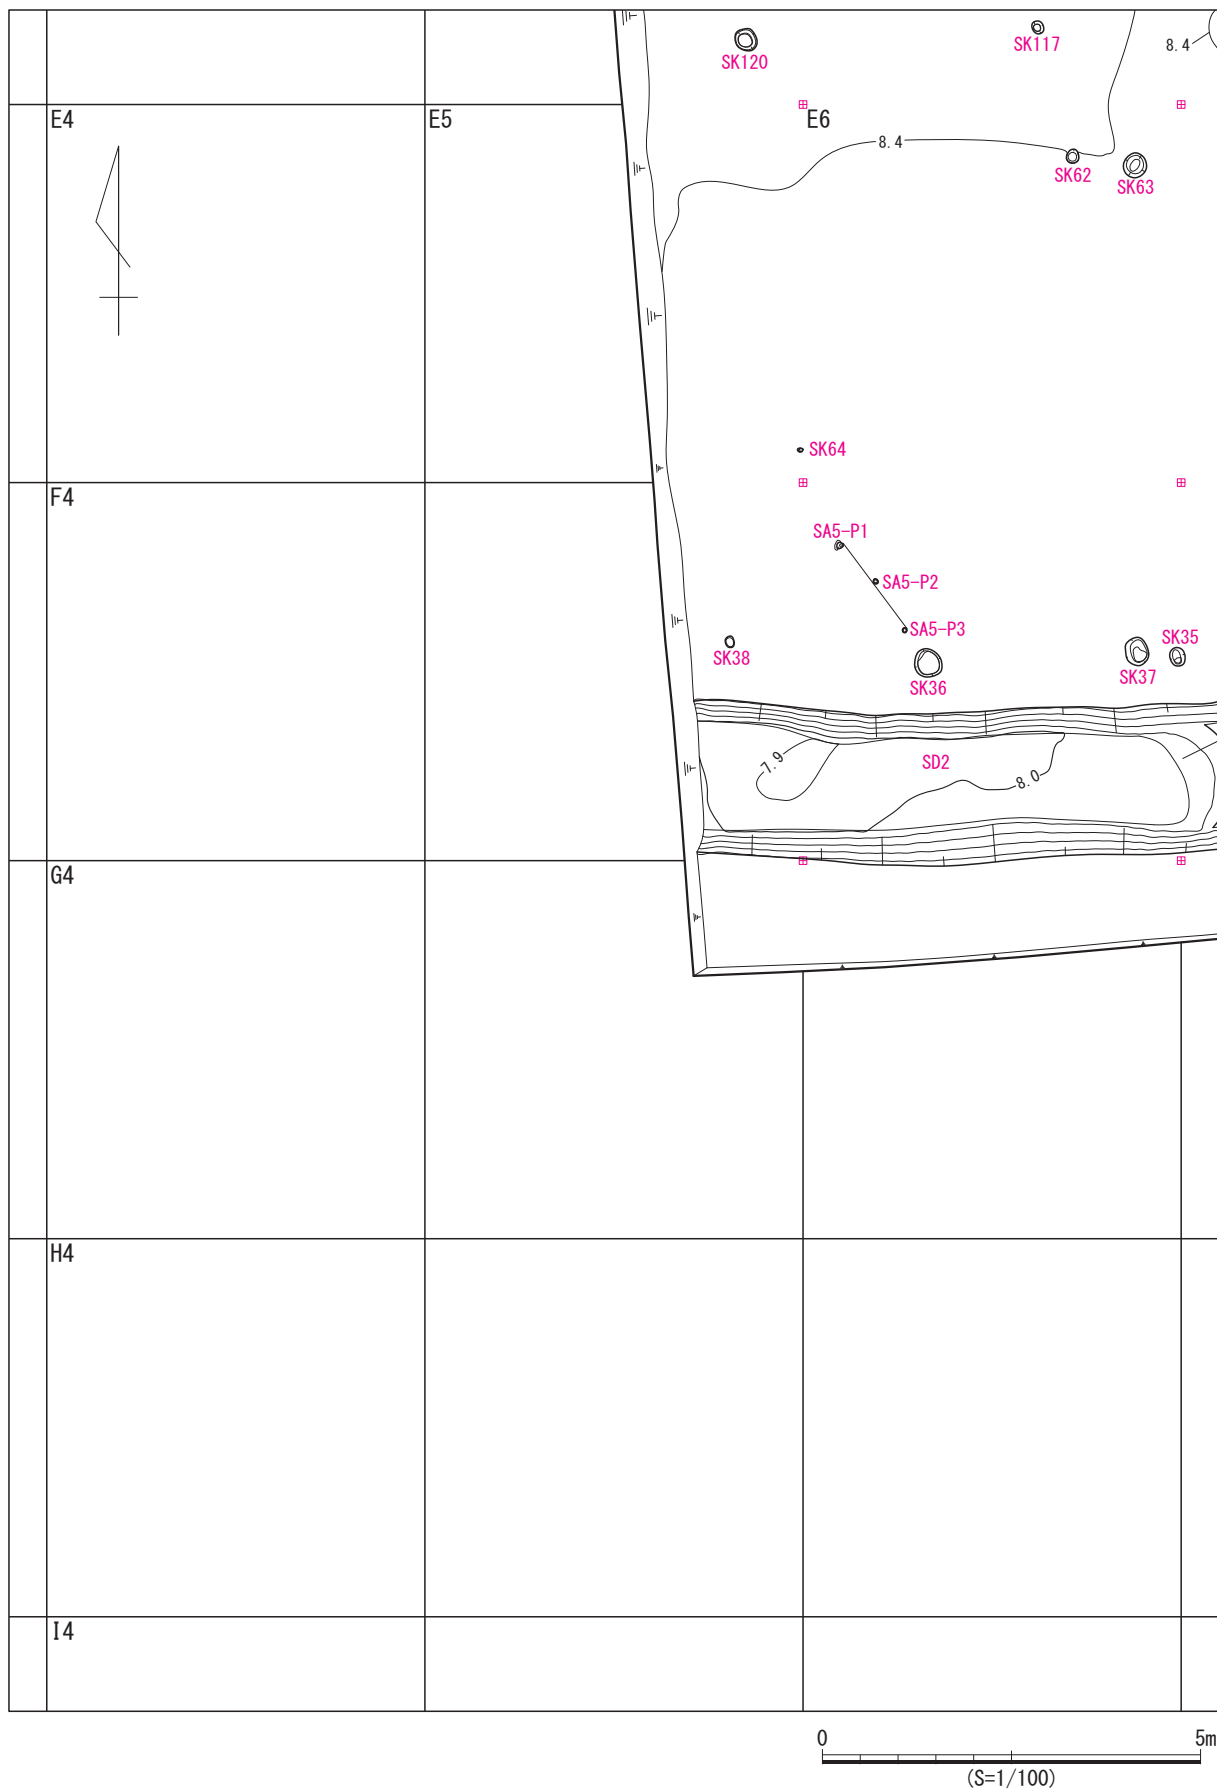 SK120
SK117
8.4
E4
E5
E6
8.4
SK62
SK63
SK64
F4
SA5-P1
SA5-P2
SA5-P3
SK38
SK36
SK37
SK35
7.9
SD2
8.0
G4
H4
I4
0
5m
(S=1/100)